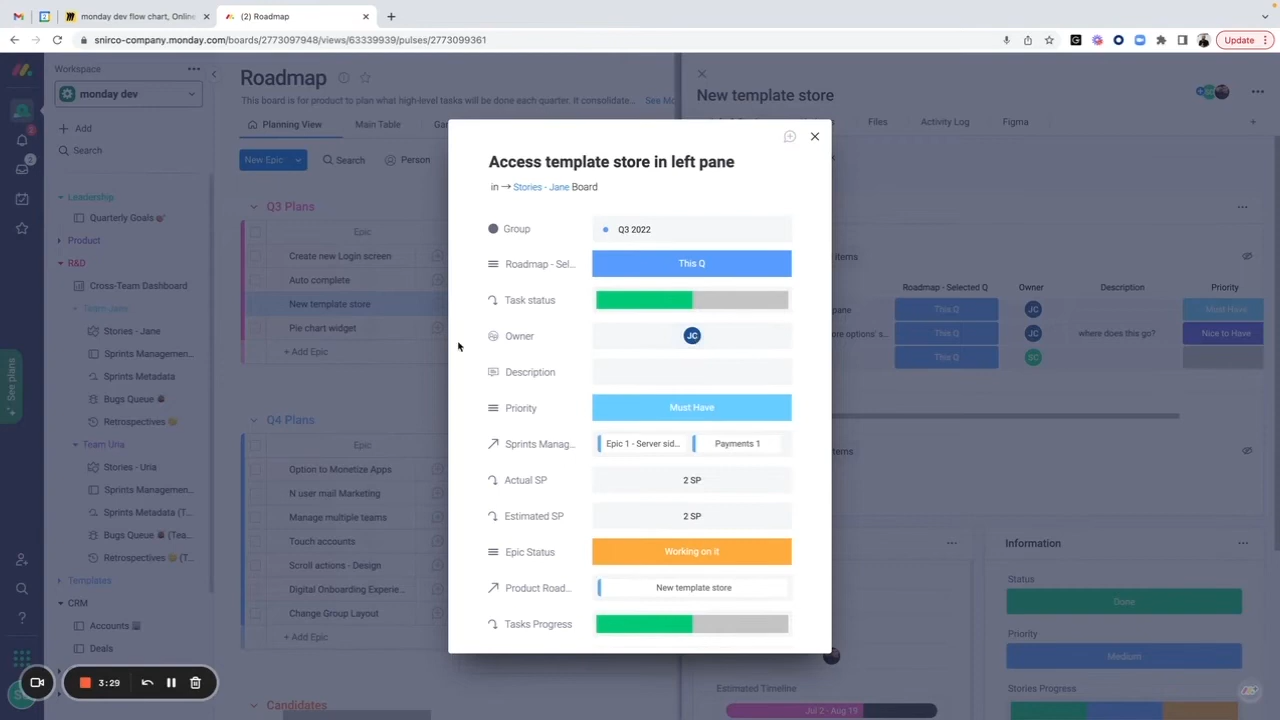 monday dev flow chart, Online
(2) Roadmap
snirco-company.monday.com/boards/2773097948/views/63339939/pulses/2773099361
Update
Workspace
monday dev
Add
Search
Leadership
Quarterly Goals
Product
R&D
Cross-Team Dashboard
Team Jane
Stories - Jane
Sprints Managemen...
Sprints Metadata
Bugs Queue
Retrospectives
Team Uria
Stories - Uria
Sprints Managemen...
Sprints Metadata (T...
Bugs Queue (Tea...
Retrospectives (T...
Templates
CRM
Accounts
Deals
See plans
3:29
Roadmap
This board is for product to plan what high-level tasks will be done each quarter. It consolidate... See Mo
Planning View
Main Table
Ga
New Epic
Search
Person
Q3 Plans
Epic
Create new Login screen
Auto complete
New template store
Pie chart widget
+ Add Epic
Q4 Plans
Epic
Option to Monetize Apps
N user mail Marketing
Manage multiple teams
Touch accounts
Scroll actions - Design
Digital Onboarding Experie...
Change Group Layout
+ Add Epic
Candidates
Access template store in left pane
in → Stories - Jane Board
Group
Q3 2022
Roadmap - Sel...
This Q
Task status
Owner
JC
Description
Priority
Must Have
Sprints Manag...
Epic 1 - Server sid...
Payments 1
Actual SP
2 SP
Estimated SP
2 SP
Epic Status
Working on it
Product Road...
New template store
Tasks Progress
New template store
Files
Activity Log
Figma
items
Roadmap - Selected Q
Owner
Description
Priority
pane
This Q
JC
Must Have
ore options' s...
This Q
JC
where does this go?
Nice to Have
This Q
SC
tems
Estimated Timeline
Jul 2 - Aug 19
Information
Status
Done
Priority
Medium
Stories Progress